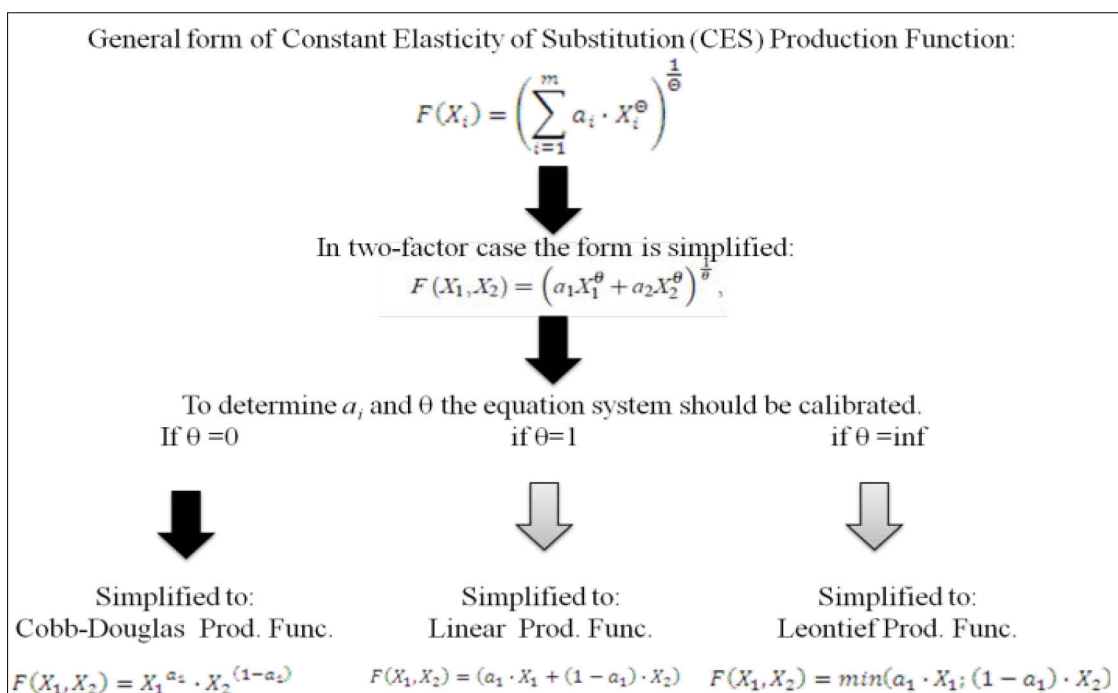 General form of Constant Elasticity of Substitution (CES) Production Function:
F(X_i) = (∑_{i=1}^{m} a_i · X_i^Θ)^{1/Θ}
In two-factor case the form is simplified:
F(X_1, X_2) = (a_1X_1^θ + a_2X_2^θ)^{1/θ},
To determine a_i and θ the equation system should be calibrated.
If θ =0 if θ=1 if θ =inf
Simplified to: Simplified to: Simplified to:
Cobb-Douglas Prod. Func. Linear Prod. Func. Leontief Prod. Func.
F(X_1, X_2) = X_1^{a_1} · X_2^{(1-a_1)} F(X_1, X_2) = (a_1 · X_1 + (1 − a_1) · X_2) F(X_1, X_2) = min(a_1 · X_1; (1 − a_1) · X_2)